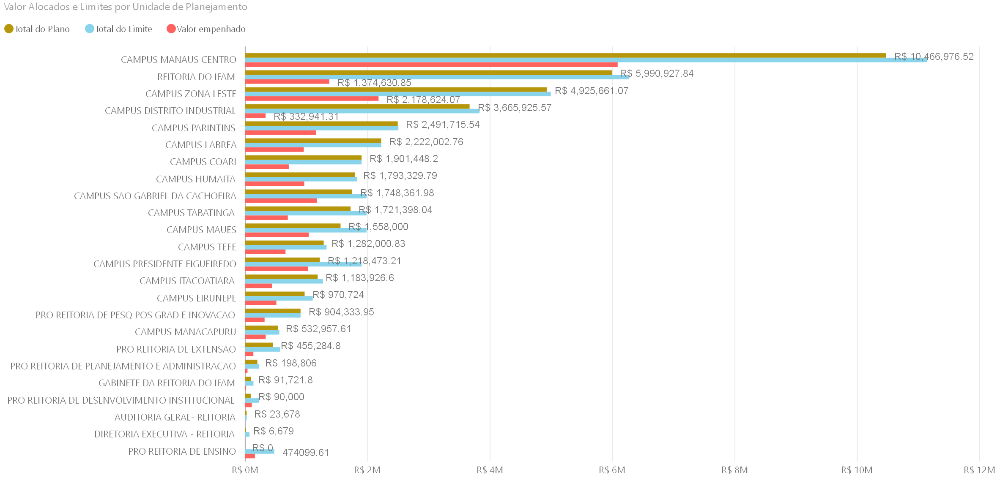 Valor Alocados e Limites por Unidade de Planejamento
Total do Plano Total do Limite Valor empenhado
CAMPUS MANAUS CENTRO R$ 10,466,976.52
REITORIA DO IFAM R$ 5,990,927.84
R$ 1,374,630.85
CAMPUS ZONA LESTE R$ 4,925,661.07
R$ 2,178,624.07
CAMPUS DISTRITO INDUSTRIAL R$ 3,665,925.57
R$ 332,941.31
CAMPUS PARINTINS R$ 2,491,715.54
CAMPUS LABREA R$ 2,222,002.76
CAMPUS COARI R$ 1,901,448.2
CAMPUS HUMAITA R$ 1,793,329.79
CAMPUS SAO GABRIEL DA CACHOEIRA R$ 1,748,361.98
CAMPUS TABATINGA R$ 1,721,398.04
CAMPUS MAUES R$ 1,558,000
CAMPUS TEFE R$ 1,282,000.83
CAMPUS PRESIDENTE FIGUEIREDO R$ 1,218,473.21
CAMPUS ITACOATIARA R$ 1,183,926.6
CAMPUS EIRUNEPE R$ 970,724
PRO REITORIA DE PESQ POS GRAD E INOVACAO R$ 904,333.95
CAMPUS MANACAPURU R$ 532,957.61
PRO REITORIA DE EXTENSAO R$ 455,284.8
PRO REITORIA DE PLANEJAMENTO E ADMINISTRACAO R$ 198,806
GABINETE DA REITORIA DO IFAM R$ 91,721.8
PRO REITORIA DE DESENVOLVIMENTO INSTITUCIONAL R$ 90,000
AUDITORIA GERAL- REITORIA R$ 23,678
DIRETORIA EXECUTIVA - REITORIA R$ 6,679
PRO REITORIA DE ENSINO R$ 0 474099.61
R$ 0M R$ 2M R$ 4M R$ 6M R$ 8M R$ 10M R$ 12M